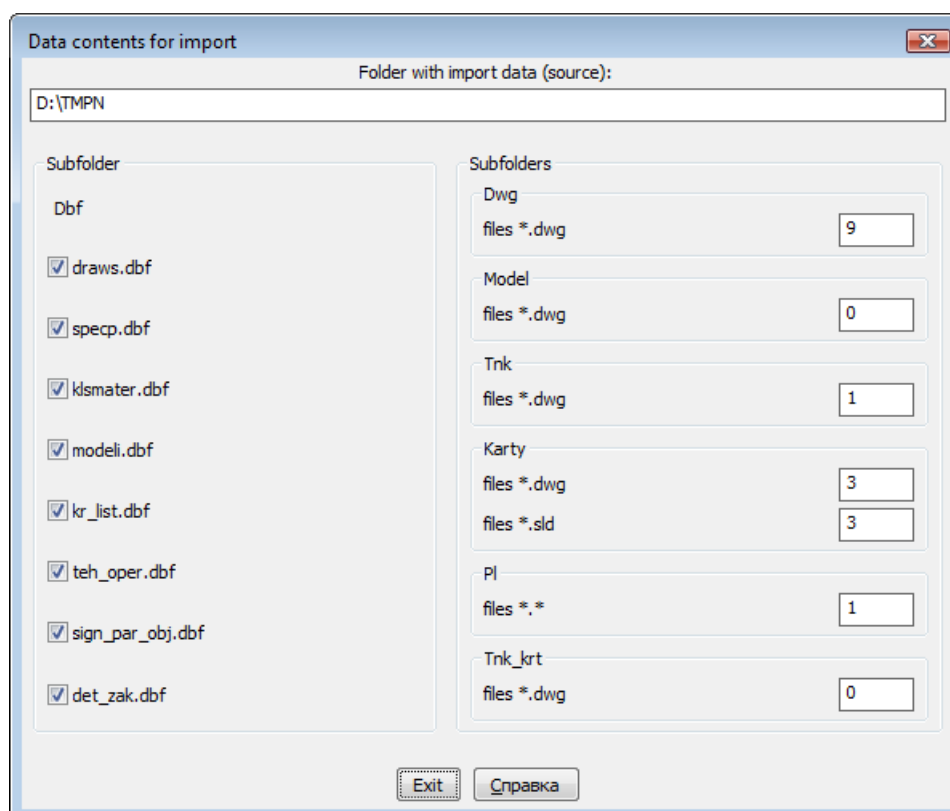 Data contents for import
Folder with import data (source):
D:\TMPN
Subfolder
Dbf
draws.dbf
specp.dbf
klsmater.dbf
modeli.dbf
kr_list.dbf
teh_oper.dbf
sign_par_obj.dbf
det_zak.dbf
Subfolders
Dwg
files *.dwg 9
Model
files *.dwg 0
Tnk
files *.dwg 1
Karty
files *.dwg 3
files *.sld 3
Pl
files *.* 1
Tnk_krt
files *.dwg 0
Exit Справка